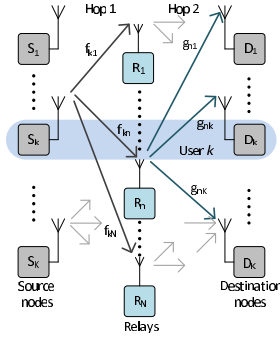 Hop 1
Hop 2
S1
fk1
R1
gn1
D1
Sk
fkn
gnk
Dk
User k
Rn
gnK
fkN
SK
DK
RN
Source nodes
Relays
Destination nodes